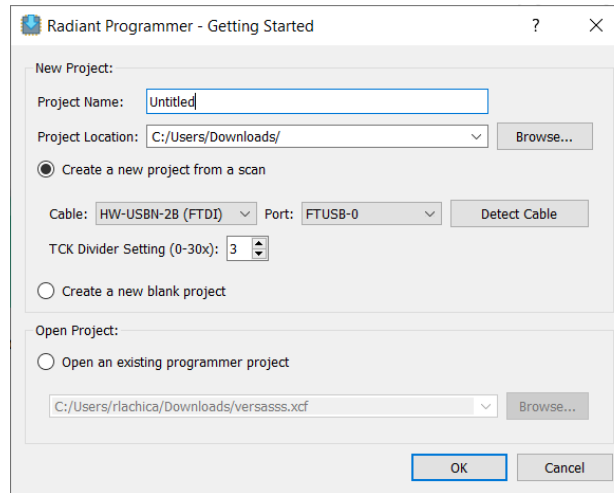 Radiant Programmer - Getting Started ?
New Project:
Project Name: Untitled
Project Location: C:/Users/Downloads/ Browse...
Create a new project from a scan
Cable: HW-USBN-2B (FTDI) Port: FTUSB-0 Detect Cable
TCK Divider Setting (0-30x): 3
Create a new blank project
Open Project:
Open an existing programmer project
C:/Users/rlachica/Downloads/versasss.xcf Browse...
OK Cancel